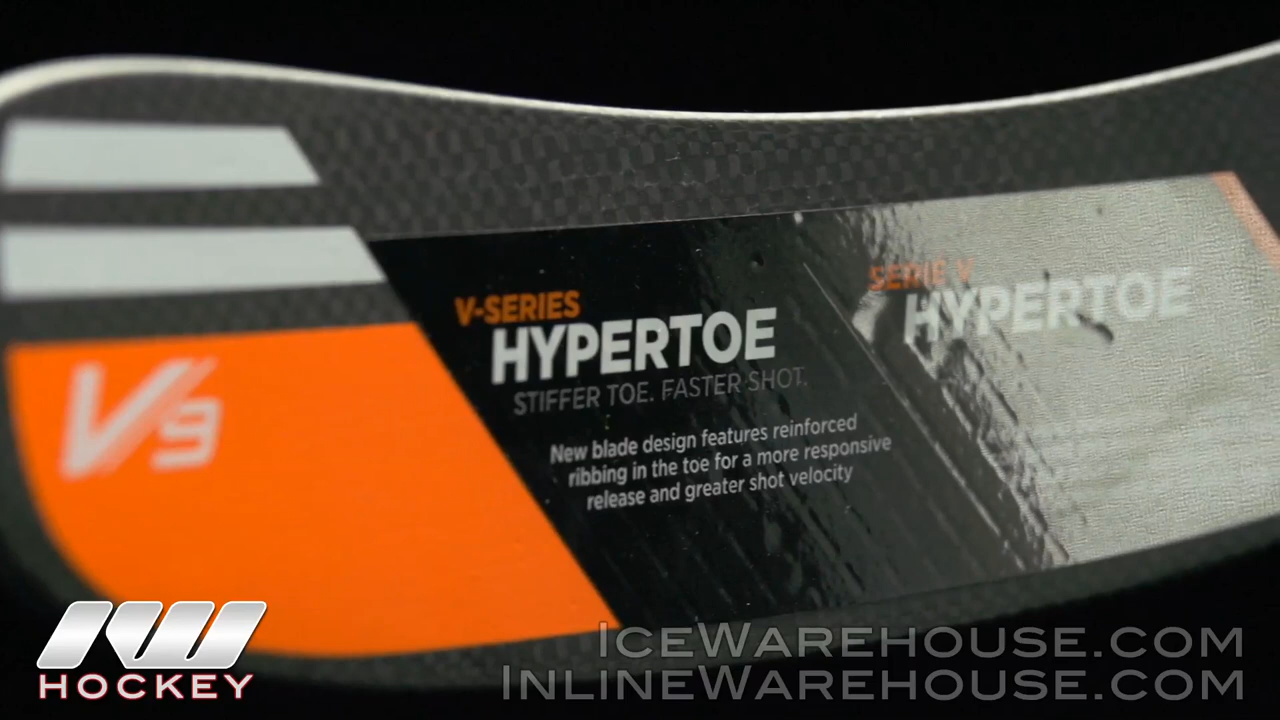 V-SERIES
HYPERTOE
STIFFER TOE. FASTER SHOT.
New blade design features reinforced
ribbing in the toe for a more responsive
release and greater shot velocity
SERIE V
HYPERTOE
V9
IW
HOCKEY
ICEWAREHOUSE.COM
INLINEWAREHOUSE.COM